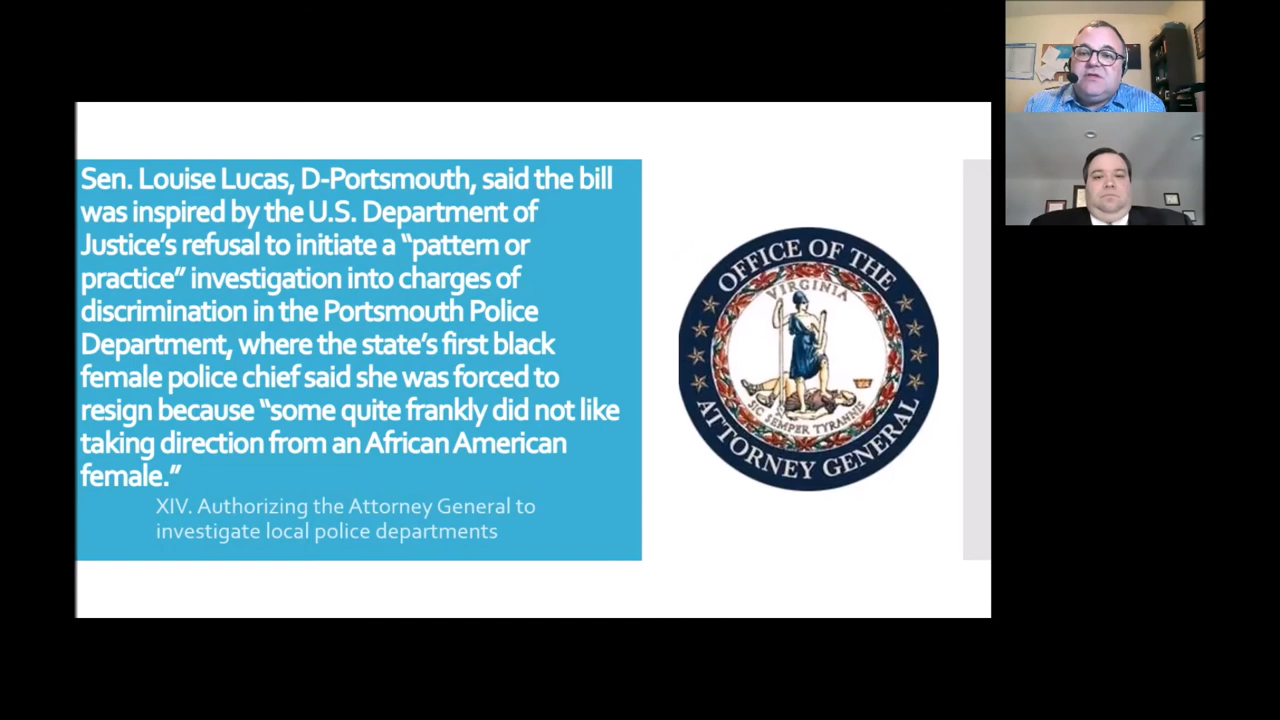 Sen. Louise Lucas, D-Portsmouth, said the bill
was inspired by the U.S. Department of
Justice's refusal to initiate a “pattern or
practice” investigation into charges of
discrimination in the Portsmouth Police
Department, where the state's first black
female police chief said she was forced to
resign because “some quite frankly did not like
taking direction from an African American
female.”
XIV. Authorizing the Attorney General to
investigate local police departments
OFFICE OF THE
VIRGINIA
SIC SEMPER TYRANNIS
ATTORNEY GENERAL